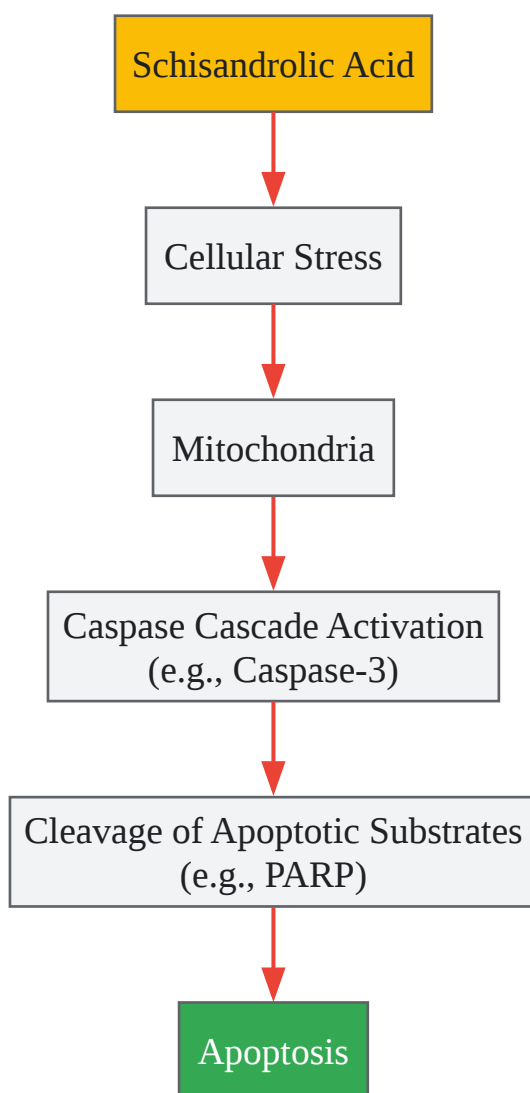 Schisandrolic Acid
Cellular Stress
Mitochondria
Caspase Cascade Activation
(e.g., Caspase-3)
Cleavage of Apoptotic Substrates
(e.g., PARP)
Apoptosis